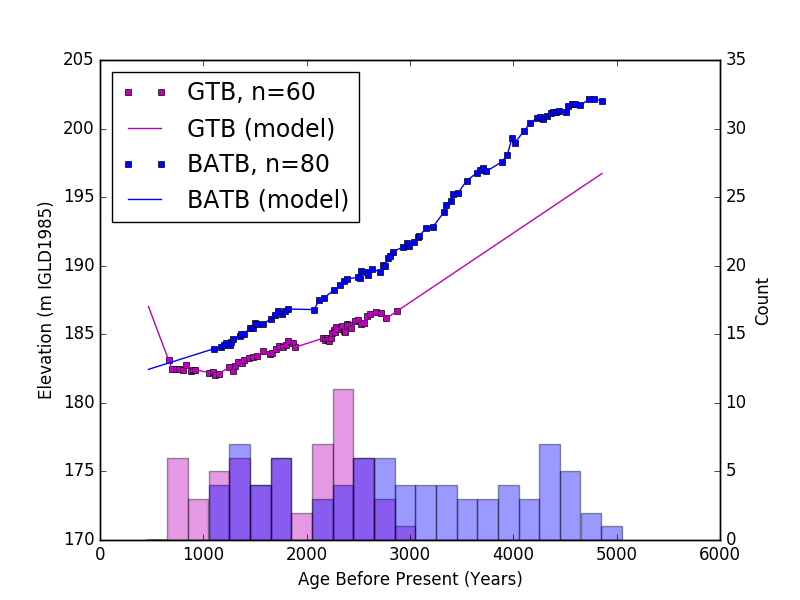 GTB, n=60
GTB (model)
BATB, n=80
BATB (model)
205
200
195
190
185
180
175
170
Elevation (m IGLD1985)
35
30
25
20
15
10
5
0
Count
0 1000 2000 3000 4000 5000 6000
Age Before Present (Years)